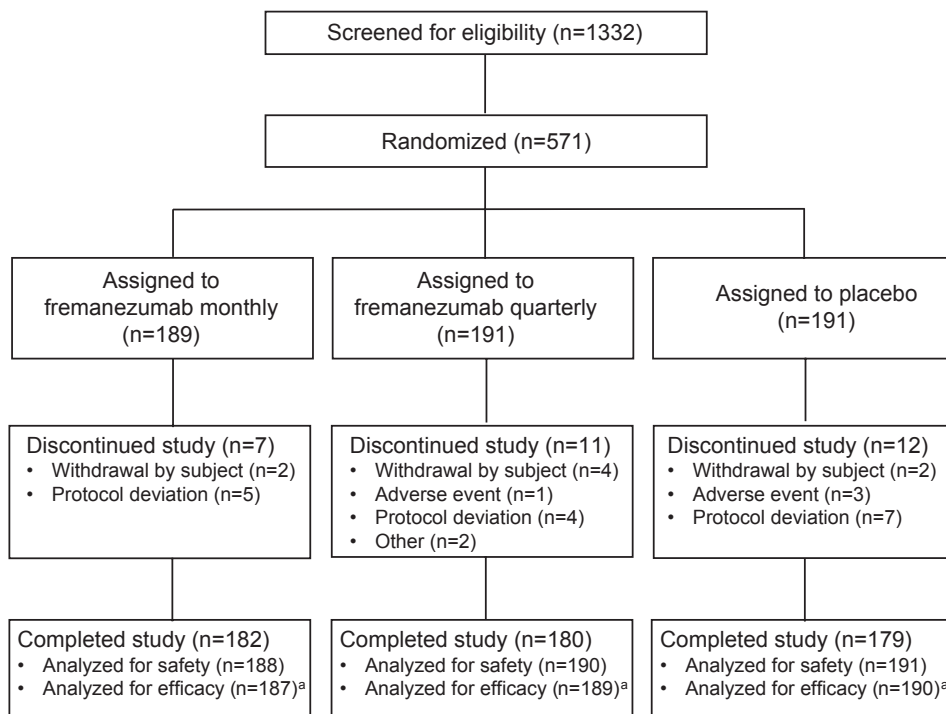 Screened for eligibility (n=1332)
Randomized (n=571)
Assigned to
fremanezumab monthly
(n=189)
Assigned to
fremanezumab quarterly
(n=191)
Assigned to placebo
(n=191)
Discontinued study (n=7)
• Withdrawal by subject (n=2)
• Protocol deviation (n=5)
Discontinued study (n=11)
• Withdrawal by subject (n=4)
• Adverse event (n=1)
• Protocol deviation (n=4)
• Other (n=2)
Discontinued study (n=12)
• Withdrawal by subject (n=2)
• Adverse event (n=3)
• Protocol deviation (n=7)
Completed study (n=182)
• Analyzed for safety (n=188)
• Analyzed for efficacy (n=187)ᵃ
Completed study (n=180)
• Analyzed for safety (n=190)
• Analyzed for efficacy (n=189)ᵃ
Completed study (n=179)
• Analyzed for safety (n=191)
• Analyzed for efficacy (n=190)ᵃ